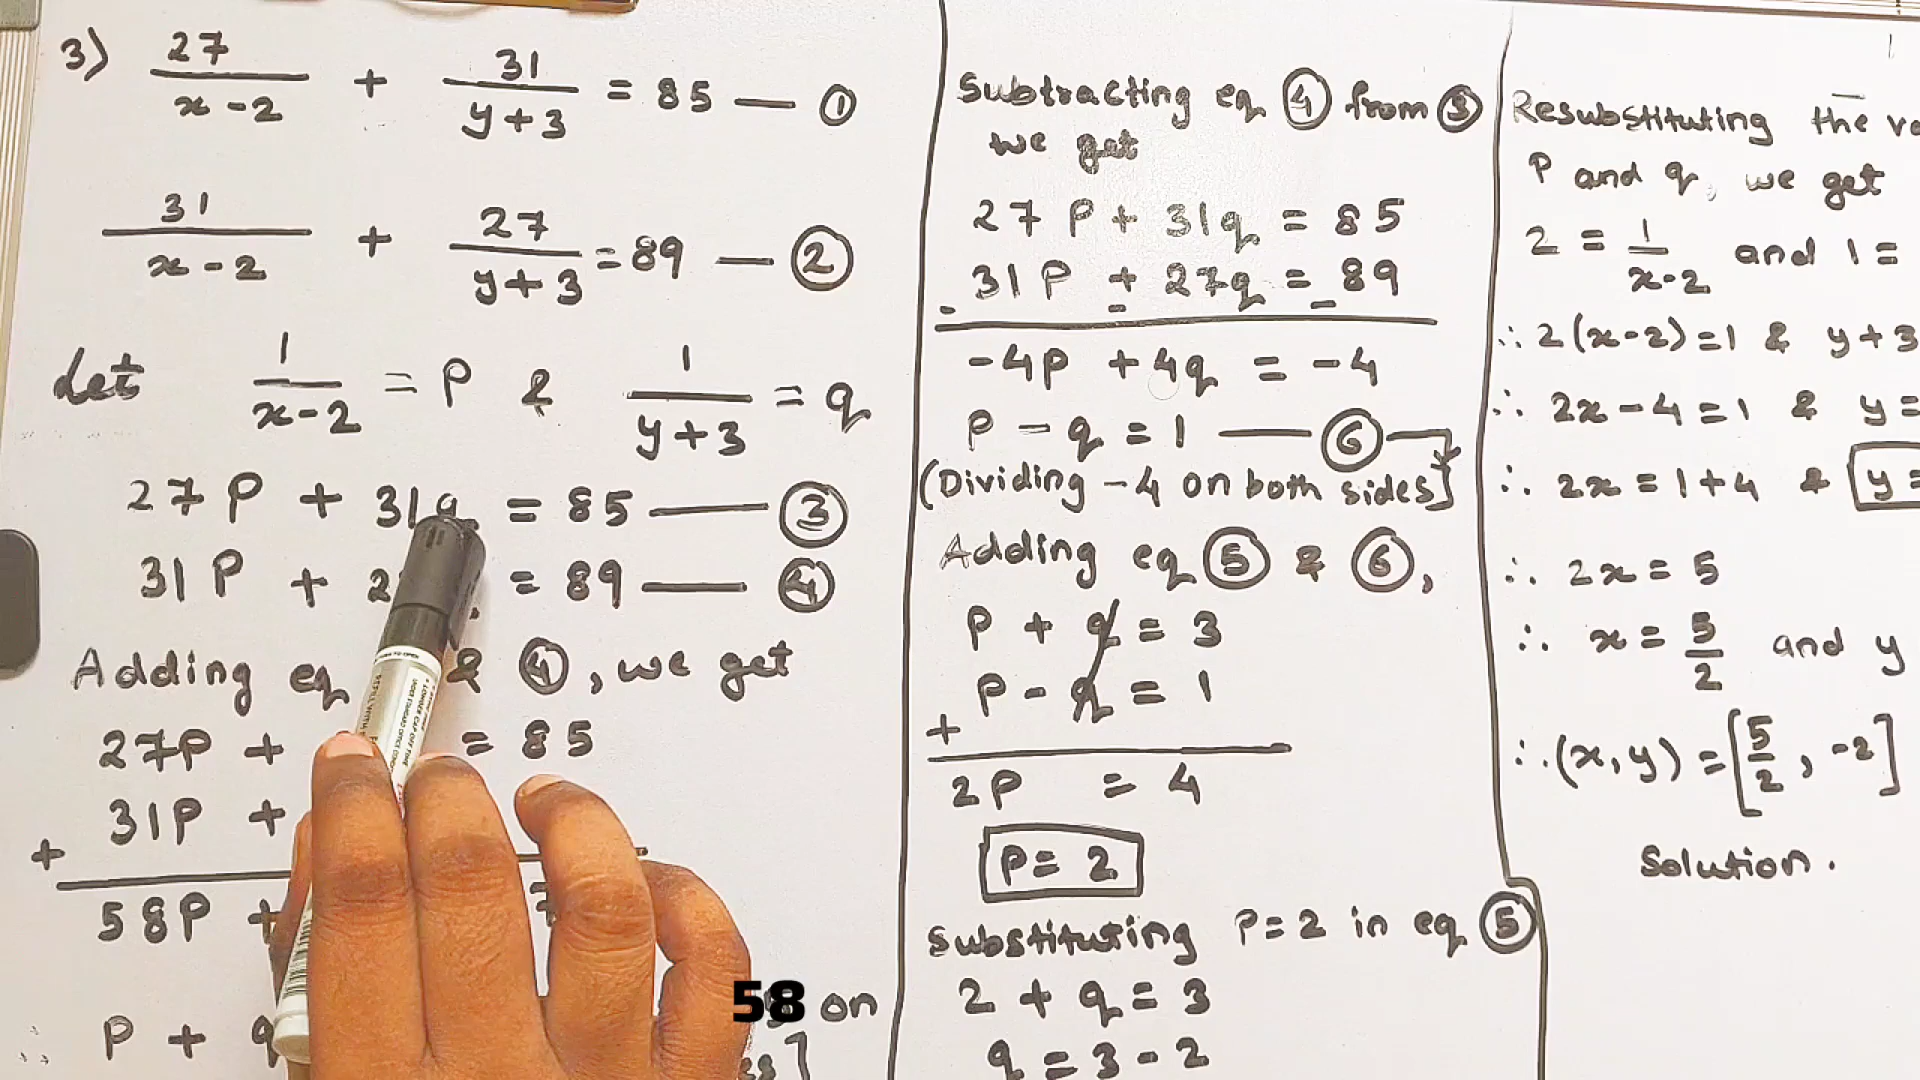 3) 27/(x-2) + 31/(y+3) = 85 — ①
31/(x-2) + 27/(y+3) = 89 — ②
Let 1/(x-2) = P & 1/(y+3) = q
27P + 31q = 85 — ③
31P + 2 = 89 — ④
Adding eq & ④, we get
27P + = 85
31P +
+
58P + 7
P + q
58 on
Subtracting eq ④ from ③
we get
27P + 31q = 85
31P + 27q = 89
- - -
-4P + 4q = -4
P - q = 1 — ⑥
(Dividing -4 on both sides]
Adding eq ⑤ & ⑥,
P + q = 3
P - q = 1
+
2P = 4
P = 2
Substituting P=2 in eq ⑤
2 + q = 3
q = 3 - 2
Resubstituting the
P and q, we get
2 = 1/(x-2) and 1 =
∴ 2(x-2) = 1 & y+3
∴ 2x - 4 = 1 & y =
∴ 2x = 1+4 & y =
∴ 2x = 5
∴ x = 5/2 and y
∴ (x, y) = [5/2, -2]
Solution.